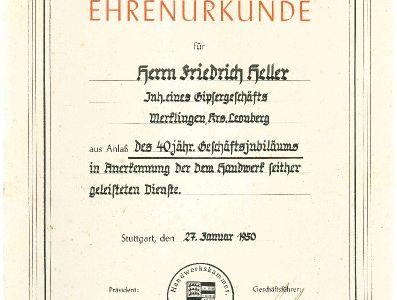 EHRENURKUNDE
für
Herrn Friedrich Heller
Inh. eines Gipsergeschäfts
Merklingen, Krs. Leonberg
aus Anlaß des 40jähr. Geschäftsjubiläums
in Anerkennung der dem Handwerk seither
geleisteten Dienste.
Stuttgart, den 27. Januar 1950
Handwerkskammer
Präsident: Geschäftsführer: